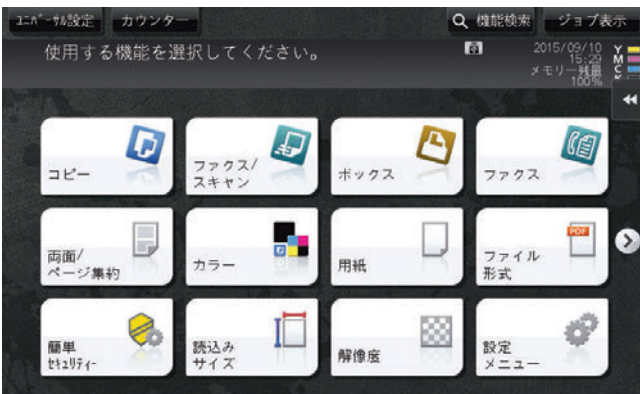 ﾕﾆﾊﾞｰｻﾙ設定
カウンター
機能検索
ジョブ表示
使用する機能を選択してください。
2015/09/10
15:29
メモリー残量
100%
Y
M
C
コピー
ファクス/
スキャン
ボックス
ファクス
両面/
ページ集約
カラー
用紙
PDF
ファイル
形式
簡単
ｾｷｭﾘﾃｨｰ
読込み
サイズ
解像度
設定
メニュー